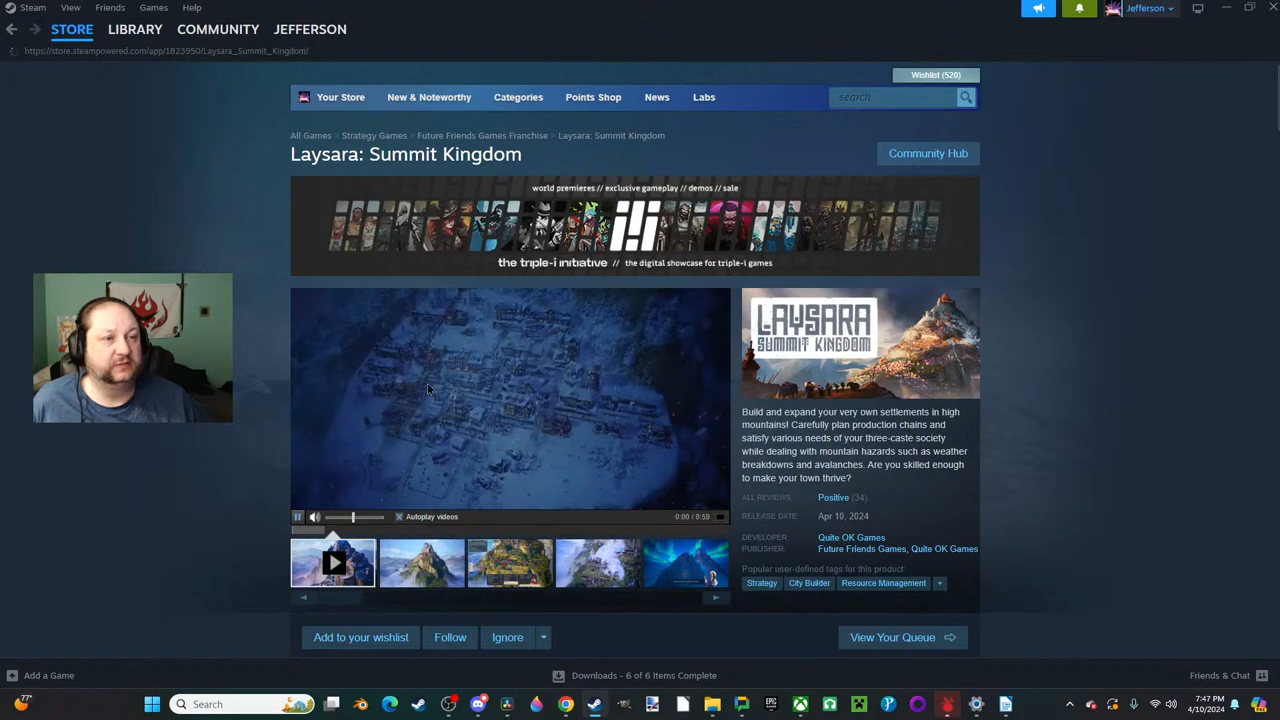 Steam View Friends Games Help
Jefferson
STORE LIBRARY COMMUNITY JEFFERSON
https://store.steampowered.com/app/1823950/Laysara_Summit_Kingdom/
Wishlist (520)
Your Store New & Noteworthy Categories Points Shop News Labs search
All Games > Strategy Games > Future Friends Games Franchise > Laysara: Summit Kingdom
Laysara: Summit Kingdom
Community Hub
world premieres // exclusive gameplay // demos // sale
the triple-i initiative // the digital showcase for triple-i games
LAYSARA
SUMMIT KINGDOM
Build and expand your very own settlements in high
mountains! Carefully plan production chains and
satisfy various needs of your three-caste society
while dealing with mountain hazards such as weather
breakdowns and avalanches. Are you skilled enough
to make your town thrive?
ALL REVIEWS: Positive (34)
RELEASE DATE: Apr 10, 2024
DEVELOPER: Quite OK Games
PUBLISHER: Future Friends Games, Quite OK Games
Popular user-defined tags for this product:
Strategy City Builder Resource Management +
Autoplay videos 0:00 / 0:59
Add to your wishlist Follow Ignore View Your Queue
Add a Game Downloads - 6 of 6 Items Complete Friends & Chat
77°
Search
EPIC
GAMES
7:47 PM
4/10/2024